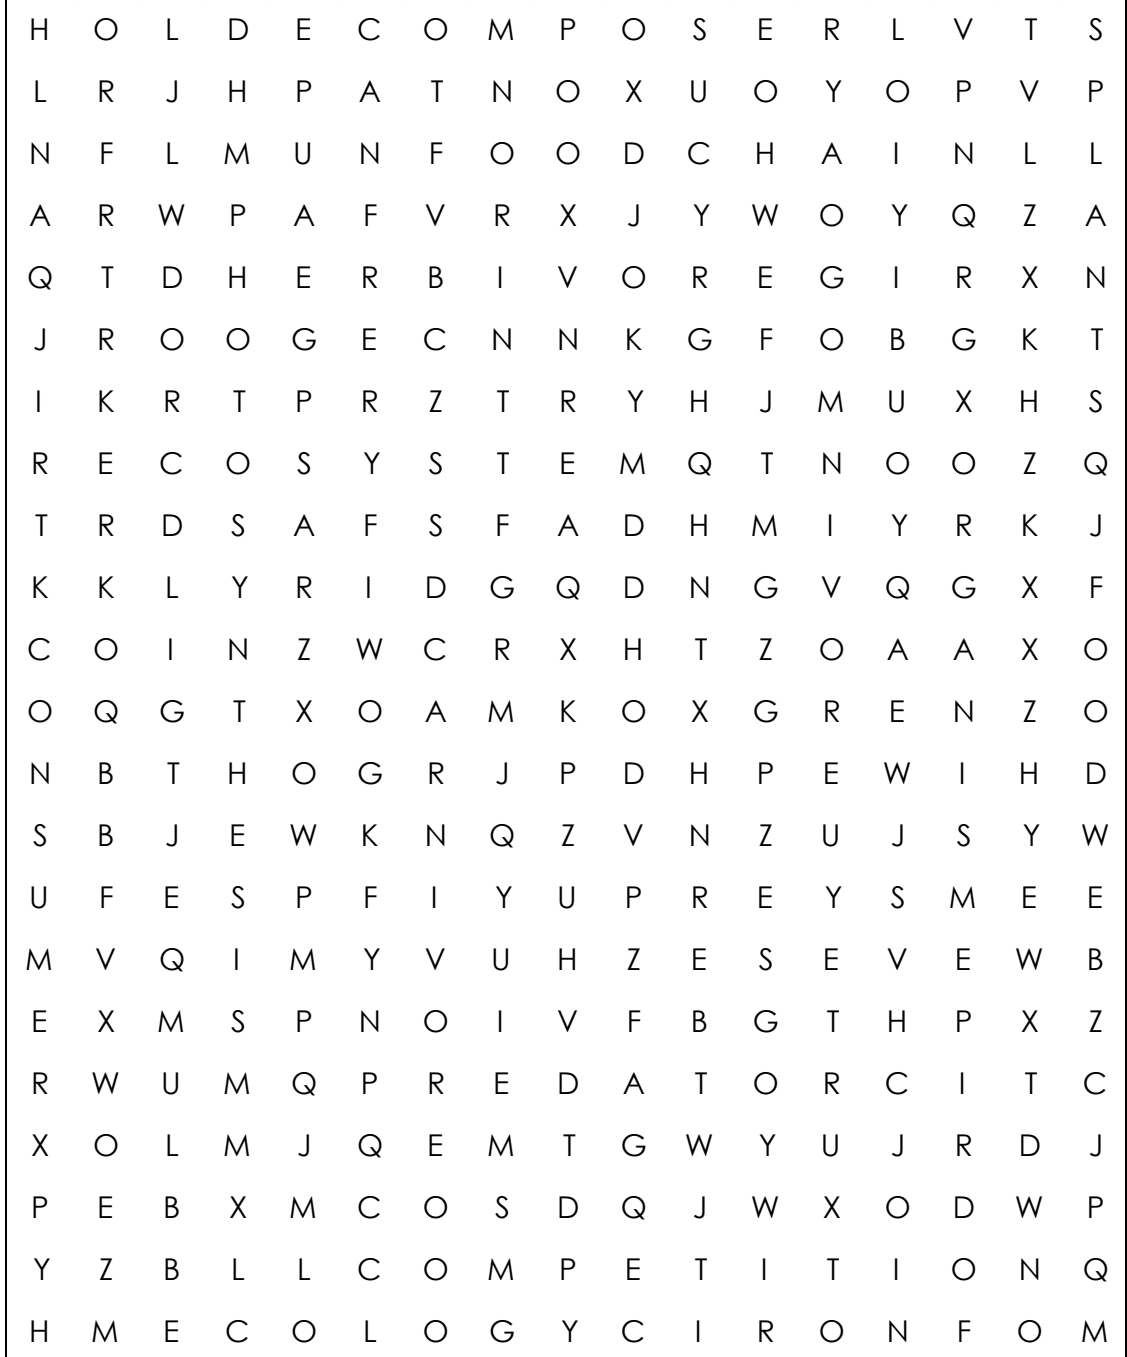 H O L D E C O M P O S E R L V T S
L R J H P A T N O X U O Y O P V P
N F L M U N F O O D C H A I N L L
A R W P A F V R X J Y W O Y Q Z A
Q T D H E R B I V O R E G I R X N
J R O O G E C N N K G F O B G K T
I K R T P R Z T R Y H J M U X H S
R E C O S Y S T E M Q T N O O Z Q
T R D S A F S F A D H M I Y R K J
K K L Y R I D G Q D N G V Q G X F
C O I N Z W C R X H T Z O A A X O
O Q G T X O A M K O X G R E N Z O
N B T H O G R J P D H P E W I H D
S B J E W K N Q Z V N Z U J S Y W
U F E S P F I Y U P R E Y S M E E
M V Q I M Y V U H Z E S E V E W B
E X M S P N O I V F B G T H P X Z
R W U M Q P R E D A T O R C I T C
X O L M J Q E M T G W Y U J R D J
P E B X M C O S D Q J W X O D W P
Y Z B L L C O M P E T I T I O N Q
H M E C O L O G Y C I R O N F O M